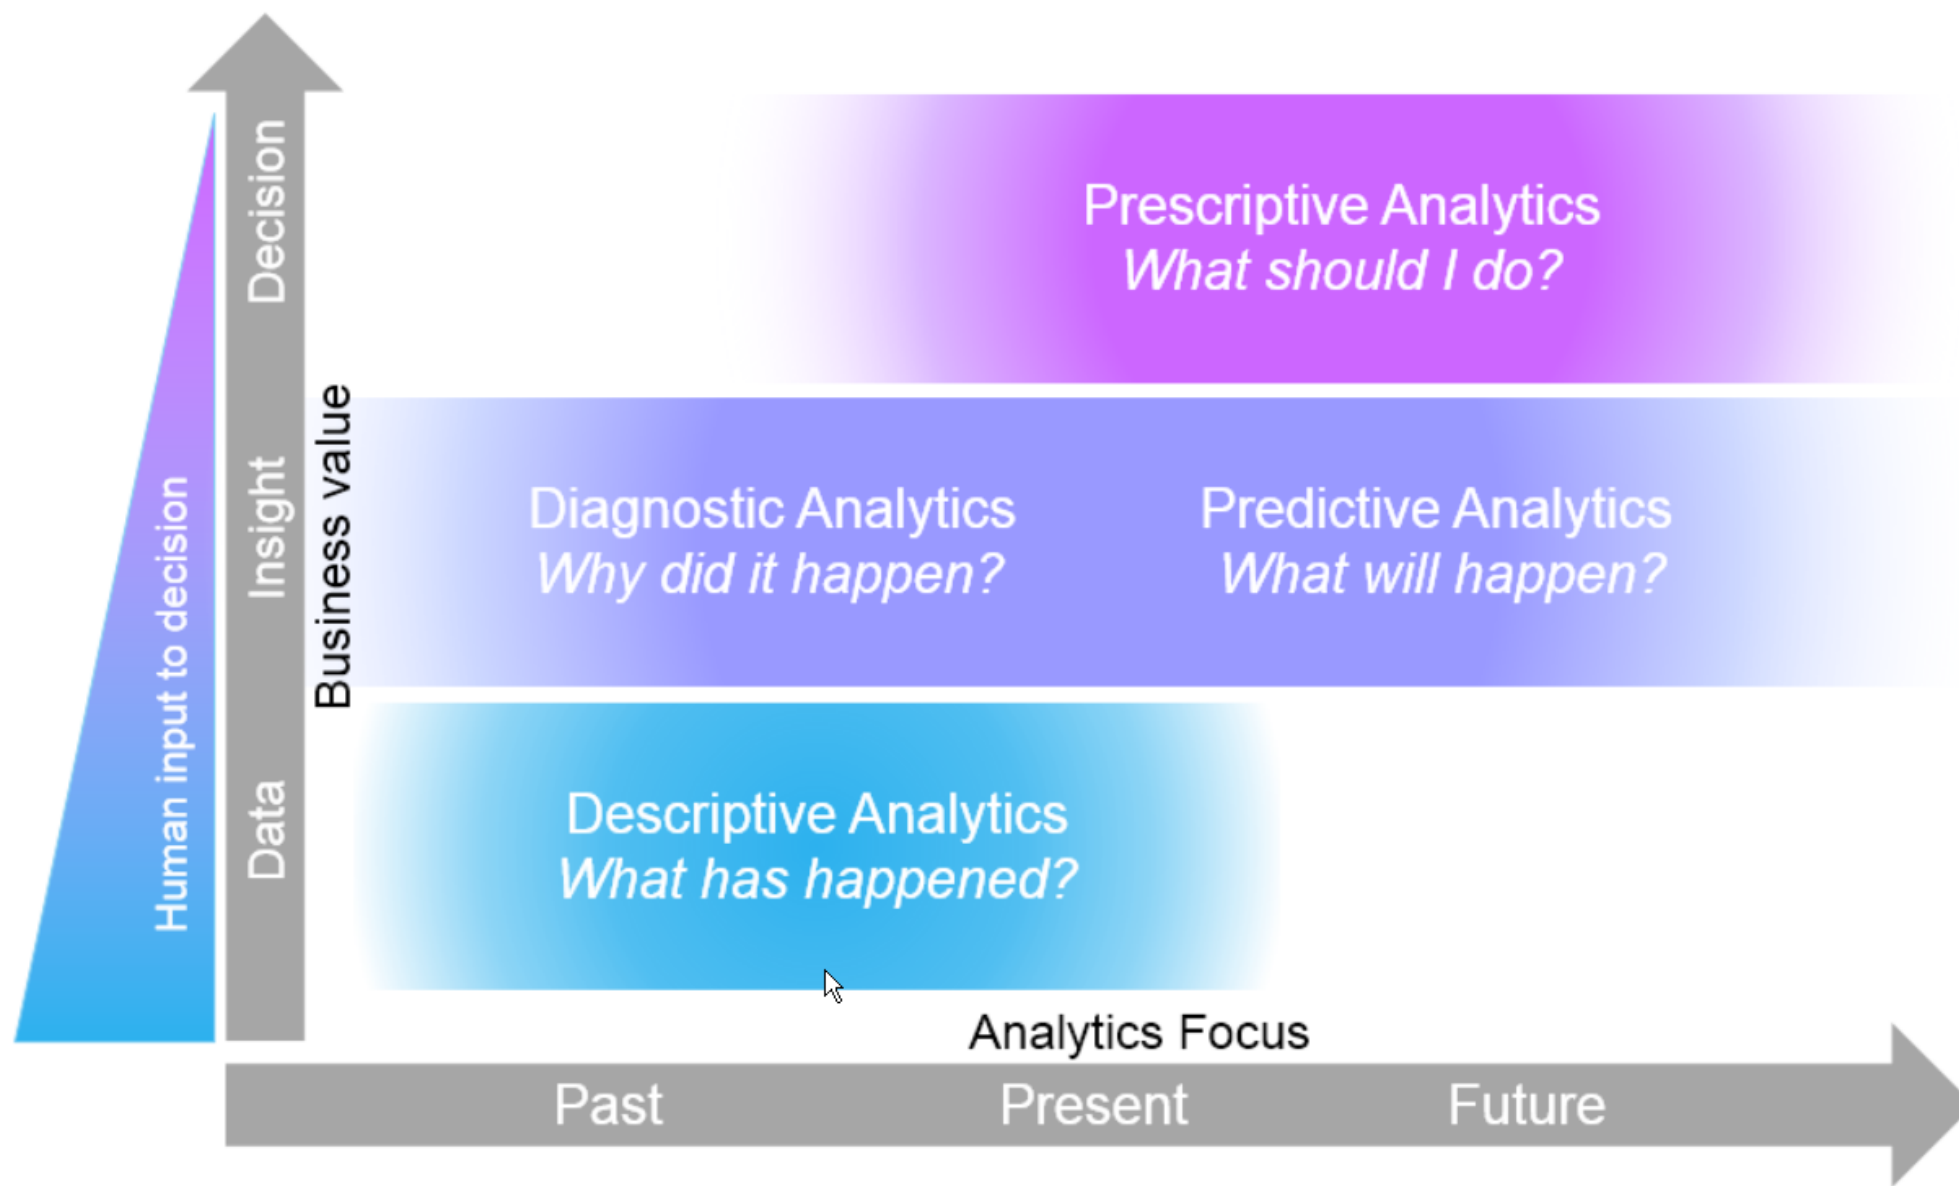 Decision
Insight
Data
Human input to decision
Business value
Prescriptive Analytics
What should I do?
Diagnostic Analytics
Why did it happen?
Predictive Analytics
What will happen?
Descriptive Analytics
What has happened?
Analytics Focus
Past
Present
Future